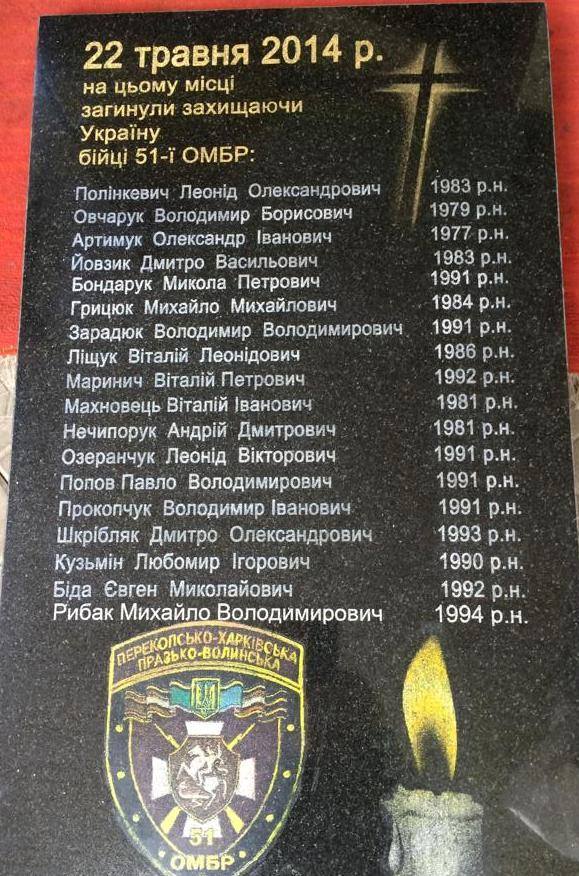 22 травня 2014 р.
на цьому місці
загинули захищаючи
Україну
бійці 51-ї ОМБР:
Полінкевич Леонід Олександрович 1983 р.н.
Овчарук Володимир Борисович 1979 р.н.
Артимук Олександр Іванович 1977 р.н.
Йовзик Дмитро Васильович 1983 р.н.
Бондарук Микола Петрович 1991 р.н.
Грицюк Михайло Михайлович 1984 р.н.
Зарадюк Володимир Володимирович 1991 р.н.
Ліщук Віталій Леонідович 1986 р.н.
Маринич Віталій Петрович 1992 р.н.
Махновець Віталій Іванович 1981 р.н.
Нечипорук Андрій Дмитрович 1981 р.н.
Озеранчук Леонід Вікторович 1991 р.н.
Попов Павло Володимирович 1991 р.н.
Прокопчук Володимир Іванович 1991 р.н.
Шкрібляк Дмитро Олександрович 1993 р.н.
Кузьмін Любомир Ігорович 1990 р.н.
Біда Євген Миколайович 1992 р.н.
Рибак Михайло Володимирович 1994 р.н.
ПЕРЕКОПСЬКО-ХАРКІВСЬКА
ПРАЗЬКО-ВОЛИНСЬКА
51
ОМБР